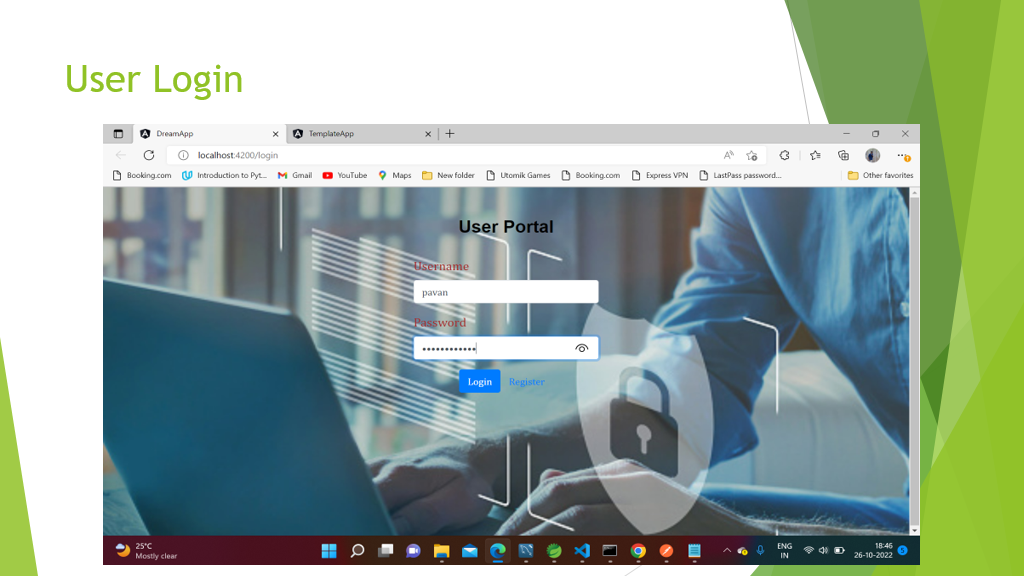 User Login
DreamApp
TemplateApp
localhost:4200/login
Booking.com Introduction to Pyt... Gmail YouTube Maps New folder Utomik Games Booking.com Express VPN LastPass password... Other favorites
User Portal
Username
pavan
Password
••••••••••••
Login Register
25°C
Mostly clear
ENG
IN
18:46
26-10-2022
5